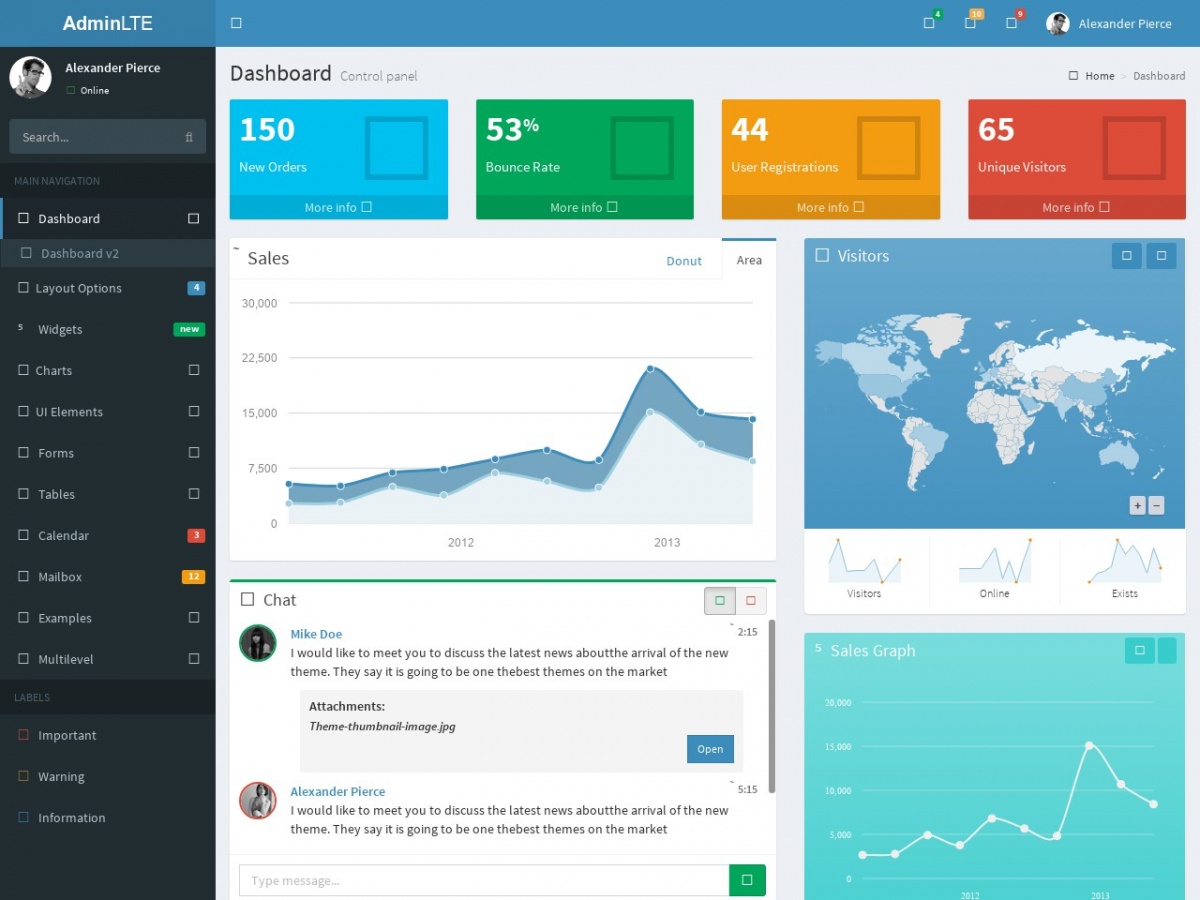 AdminLTE
4
10
9
Alexander Pierce
Alexander Pierce
Online
Search...
MAIN NAVIGATION
Dashboard
Dashboard v2
Layout Options 4
Widgets new
Charts
UI Elements
Forms
Tables
Calendar 3
Mailbox 12
Examples
Multilevel
LABELS
Important
Warning
Information
Dashboard Control panel
Home > Dashboard
150
New Orders
More info
53%
Bounce Rate
More info
44
User Registrations
More info
65
Unique Visitors
More info
Sales
Donut
Area
30,000
22,500
15,000
7,500
0
2012
2013
Chat
Mike Doe
2:15
I would like to meet you to discuss the latest news aboutthe arrival of the new
theme. They say it is going to be one thebest themes on the market
Attachments:
Theme-thumbnail-image.jpg
Open
Alexander Pierce
5:15
I would like to meet you to discuss the latest news aboutthe arrival of the new
theme. They say it is going to be one thebest themes on the market
Type message...
Visitors
+
−
Visitors
Online
Exists
5 Sales Graph
20,000
15,000
10,000
5,000
0
2012
2013